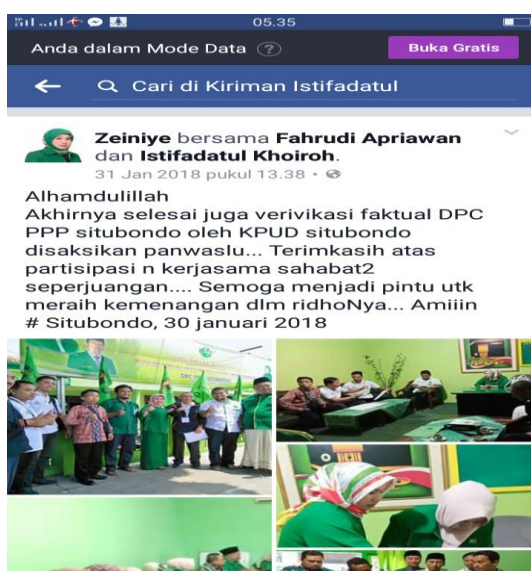 05.35
Anda dalam Mode Data ?
Buka Gratis
Cari di Kiriman Istifadatul
Zeiniye bersama Fahrudi Apriawan
dan Istifadatul Khoiroh.
31 Jan 2018 pukul 13.38 •
Alhamdulillah
Akhirnya selesai juga verivikasi faktual DPC
PPP situbondo oleh KPUD situbondo
disaksikan panwaslu... Terimkasih atas
partisipasi n kerjasama sahabat2
seperjuangan.... Semoga menjadi pintu utk
meraih kemenangan dlm ridhoNya... Amiiin
# Situbondo, 30 januari 2018